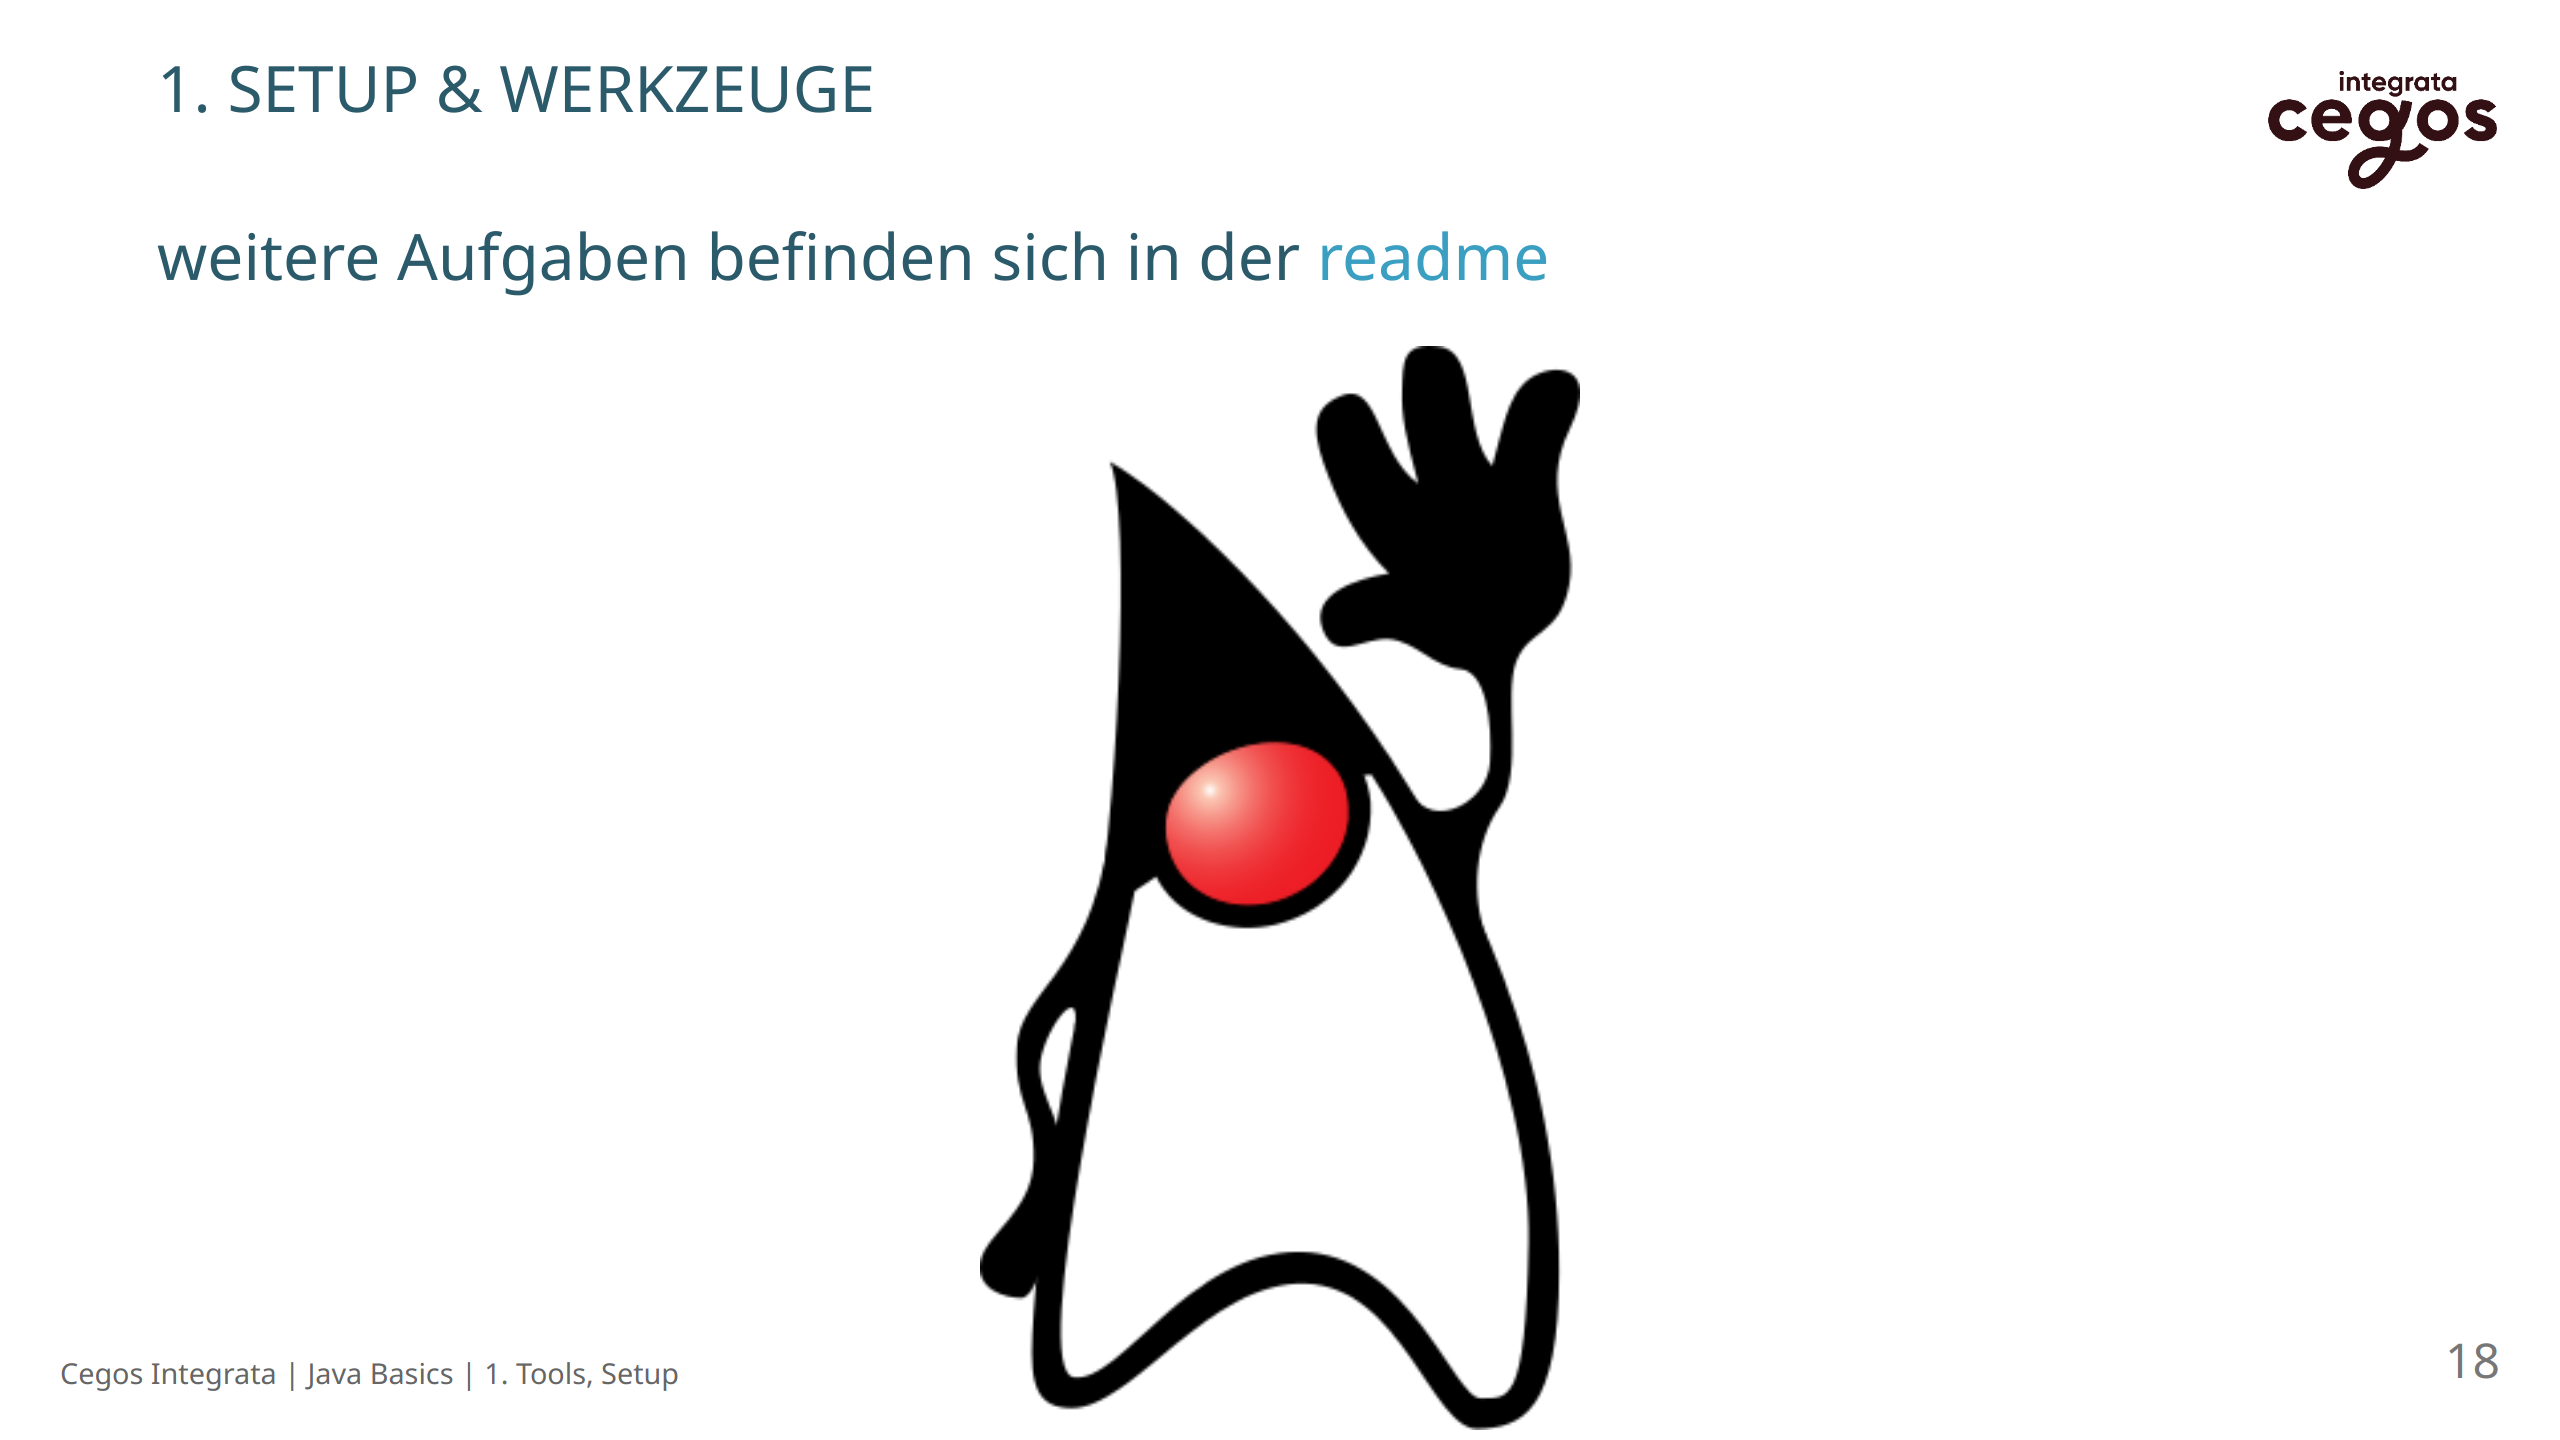 1. SETUP & WERKZEUGE
integrata
cegos
weitere Aufgaben befinden sich in der readme
Cegos Integrata | Java Basics | 1. Tools, Setup
18